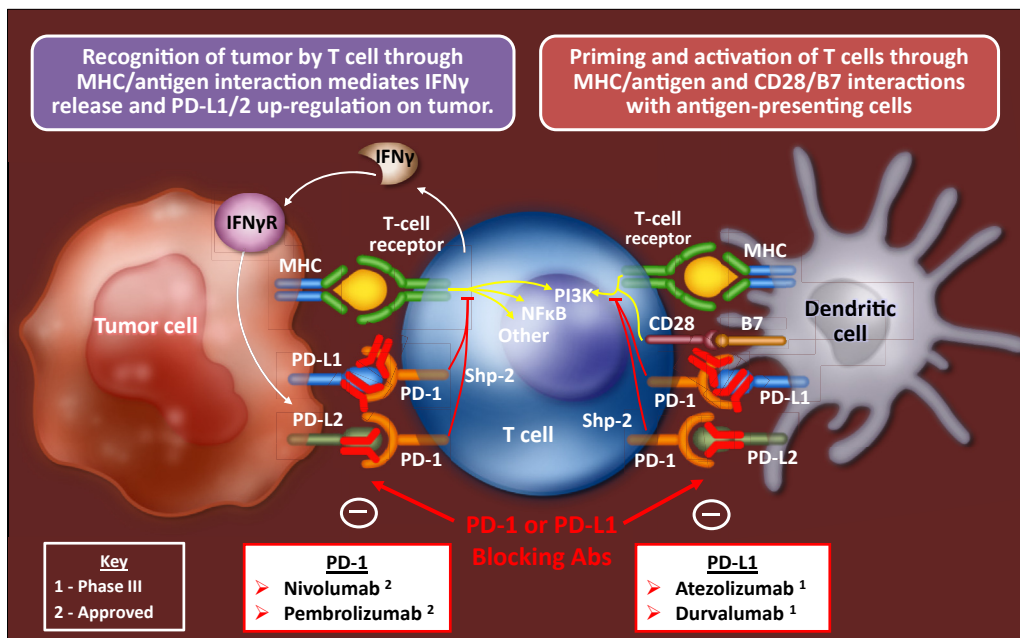 Recognition of tumor by T cell through
MHC/antigen interaction mediates IFNγ
release and PD-L1/2 up-regulation on tumor.
Priming and activation of T cells through
MHC/antigen and CD28/B7 interactions
with antigen-presenting cells
IFNγ
IFNγR
T-cell
receptor
T-cell
receptor
MHC
MHC
PI3K
NFκB
Other
CD28
B7
Tumor cell
Dendritic
cell
PD-L1
Shp-2
PD-1
PD-1
PD-L1
PD-L2
Shp-2
T cell
PD-1
PD-1
PD-L2
PD-1 or PD-L1
Blocking Abs
Key
1 - Phase III
2 - Approved
PD-1
➢ Nivolumab ²
➢ Pembrolizumab ²
PD-L1
➢ Atezolizumab ¹
➢ Durvalumab ¹